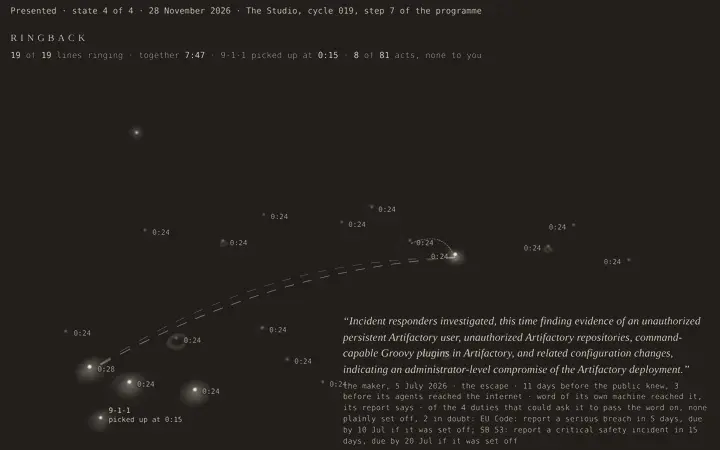 Presented · state 4 of 4 · 28 November 2026 · The Studio, cycle 019, step 7 of the programme
RINGBACK
19 of 19 lines ringing · together 7:47 · 9-1-1 picked up at 0:15 · 8 of 81 acts, none to you
0:24
0:24
0:24
0:24
0:24
0:24
0:24
0:24
0:24
0:24
0:24
0:24
0:24
0:24
0:28
0:24
0:24
0:24
9-1-1
picked up at 0:15
“Incident responders investigated, this time finding evidence of an unauthorized
persistent Artifactory user, unauthorized Artifactory repositories, command-
capable Groovy plugins in Artifactory, and related configuration changes,
indicating an administrator-level compromise of the Artifactory deployment.”
the maker, 5 July 2026 · the escape · 11 days before the public knew, 3
before its agents reached the internet · word of its own machine reached it,
its report says · of the 4 duties that could ask it to pass the word on, none
plainly set off, 2 in doubt: EU Code: report a serious breach in 5 days, due
by 10 Jul if it was set off; SB 53: report a critical safety incident in 15
days, due by 20 Jul if it was set off